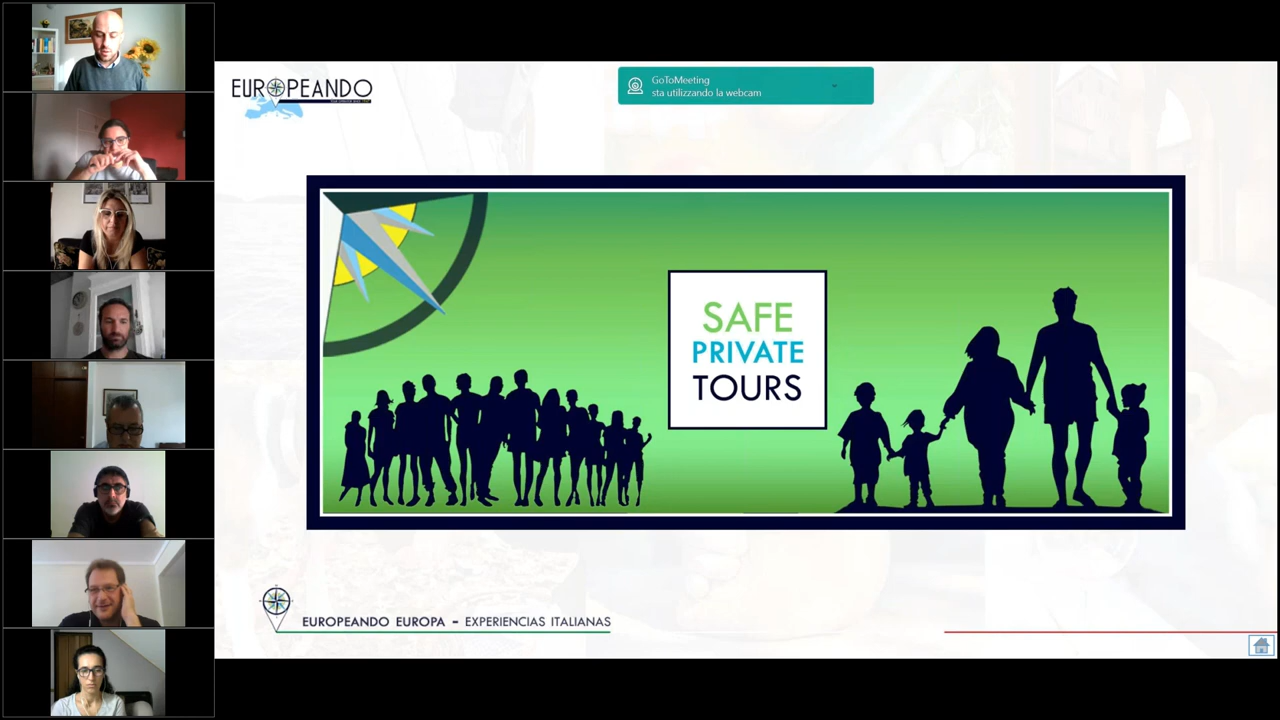 EUROPEANDO
GoToMeeting
sta utilizzando la webcam
SAFE
PRIVATE
TOURS
EUROPEANDO EUROPA – EXPERIENCIAS ITALIANAS